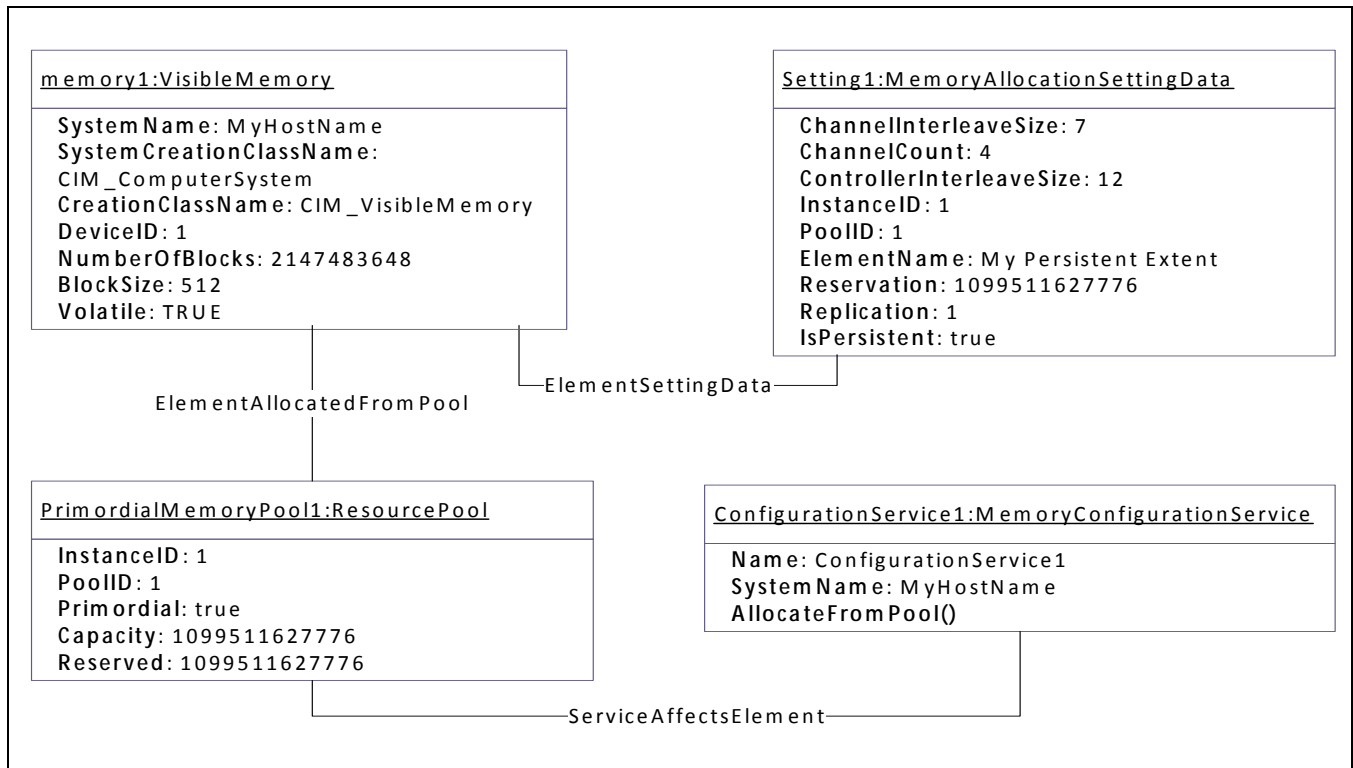 memory1:VisibleMemory
SystemName: MyHostName
SystemCreationClassName:
CIM_ComputerSystem
CreationClassName: CIM_VisibleMemory
DeviceID: 1
NumberOfBlocks: 2147483648
BlockSize: 512
Volatile: TRUE
Setting1:MemoryAllocationSettingData
ChannelInterleaveSize: 7
ChannelCount: 4
ControllerInterleaveSize: 12
InstanceID: 1
PoolID: 1
ElementName: My Persistent Extent
Reservation: 1099511627776
Replication: 1
IsPersistent: true
ElementSettingData
ElementAllocatedFromPool
PrimordialMemoryPool1:ResourcePool
InstanceID: 1
PoolID: 1
Primordial: true
Capacity: 1099511627776
Reserved: 1099511627776
ConfigurationService1:MemoryConfigurationService
Name: ConfigurationService1
SystemName: MyHostName
AllocateFromPool()
ServiceAffectsElement